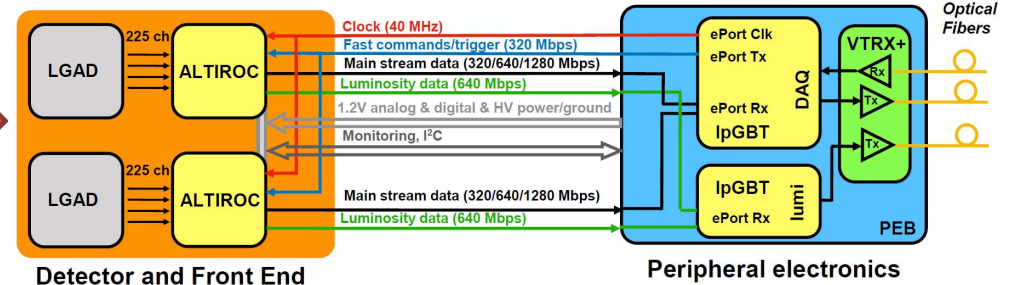 Optical
Fibers
225 ch
LGAD
ALTIROC
Clock (40 MHz)
Fast commands/trigger (320 Mbps)
Main stream data (320/640/1280 Mbps)
Luminosity data (640 Mbps)
1.2V analog & digital & HV power/ground
Monitoring, I²C
225 ch
LGAD
ALTIROC
Main stream data (320/640/1280 Mbps)
Luminosity data (640 Mbps)
ePort Clk
ePort Tx
ePort Rx
lpGBT
DAQ
VTRX+
Rx
Tx
Tx
lpGBT
ePort Rx
lumi
PEB
Detector and Front End
Peripheral electronics